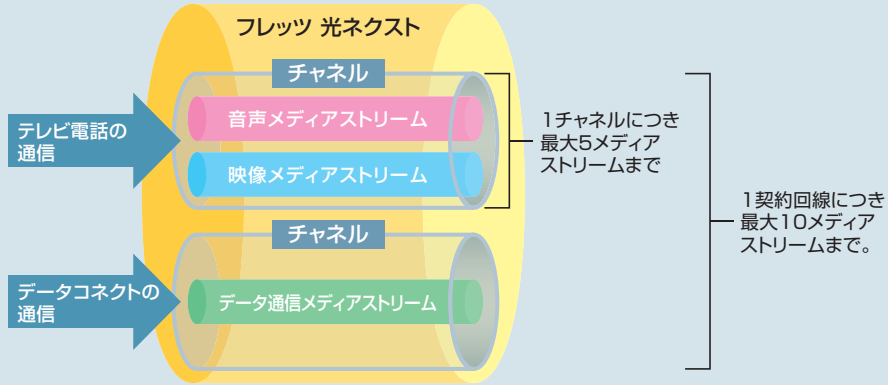 フレッツ 光ネクスト
チャネル
テレビ電話の
通信
音声メディアストリーム
映像メディアストリーム
1チャネルにつき
最大5メディア
ストリームまで
チャネル
データコネクトの
通信
データ通信メディアストリーム
1契約回線につき
最大10メディア
ストリームまで。